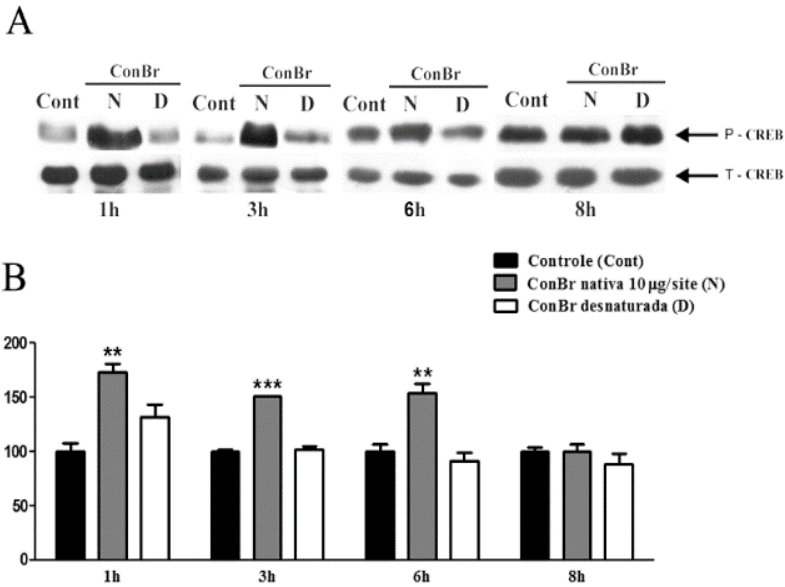 A
ConBr ConBr ConBr ConBr
Cont N D Cont N D Cont N D Cont N D
P - CREB
T - CREB
1h 3h 6h 8h
B
Controle (Cont)
ConBr nativa 10 µg/site (N)
ConBr desnaturada (D)
200
150
100
50
0
** *** **
1h 3h 6h 8h